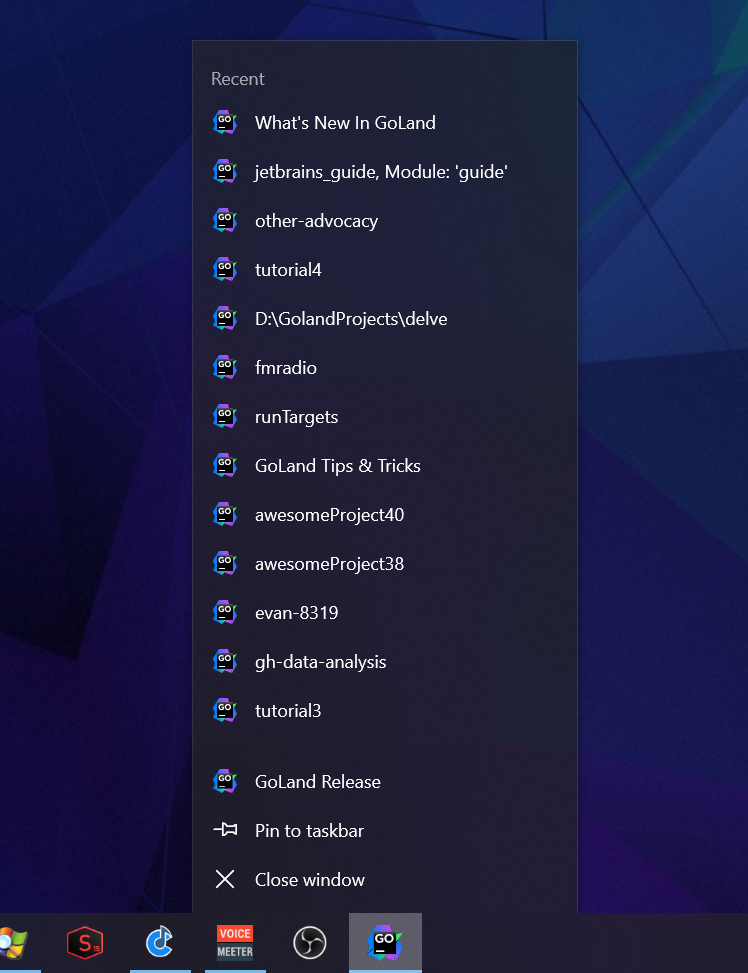 Recent
GO What's New In GoLand
GO jetbrains_guide, Module: 'guide'
GO other-advocacy
GO tutorial4
GO D:\GolandProjects\delve
GO fmradio
GO runTargets
GO GoLand Tips & Tricks
GO awesomeProject40
GO awesomeProject38
GO evan-8319
GO gh-data-analysis
GO tutorial3
GO GoLand Release
Pin to taskbar
Close window
S 15
VOICE
MEETER
GO